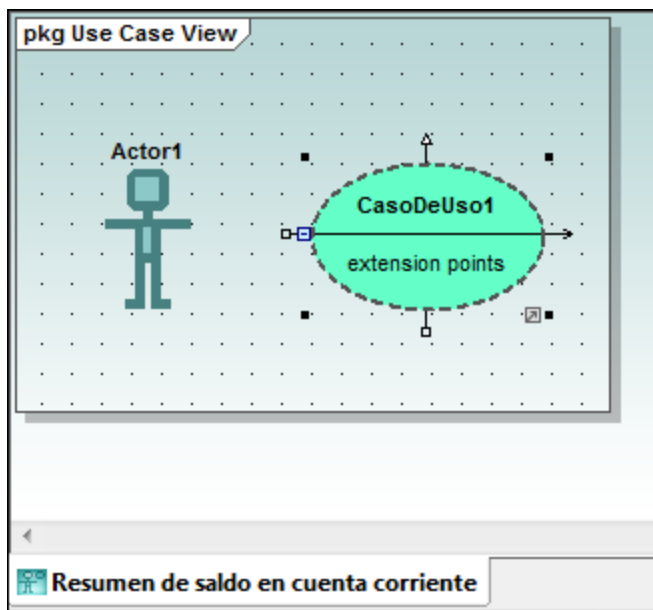 pkg Use Case View
Actor1
CasoDeUso1
extension points
Resumen de saldo en cuenta corriente